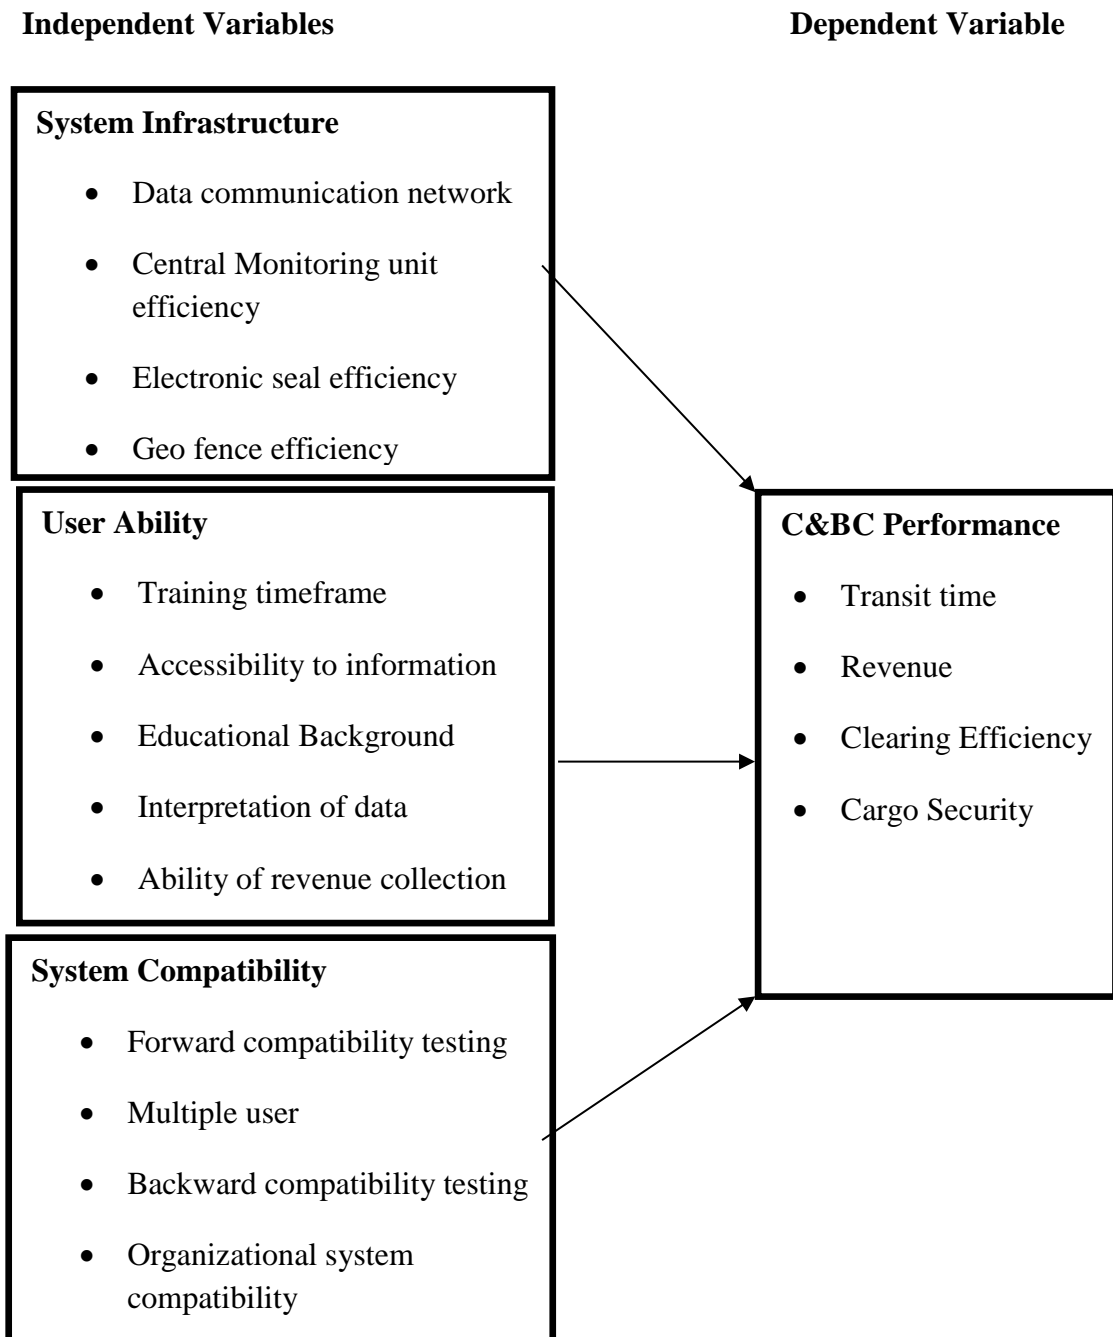 Independent Variables
Dependent Variable
System Infrastructure
• Data communication network
• Central Monitoring unit
efficiency
• Electronic seal efficiency
• Geo fence efficiency
User Ability
• Training timeframe
• Accessibility to information
• Educational Background
• Interpretation of data
• Ability of revenue collection
System Compatibility
• Forward compatibility testing
• Multiple user
• Backward compatibility testing
• Organizational system
compatibility
C&BC Performance
• Transit time
• Revenue
• Clearing Efficiency
• Cargo Security